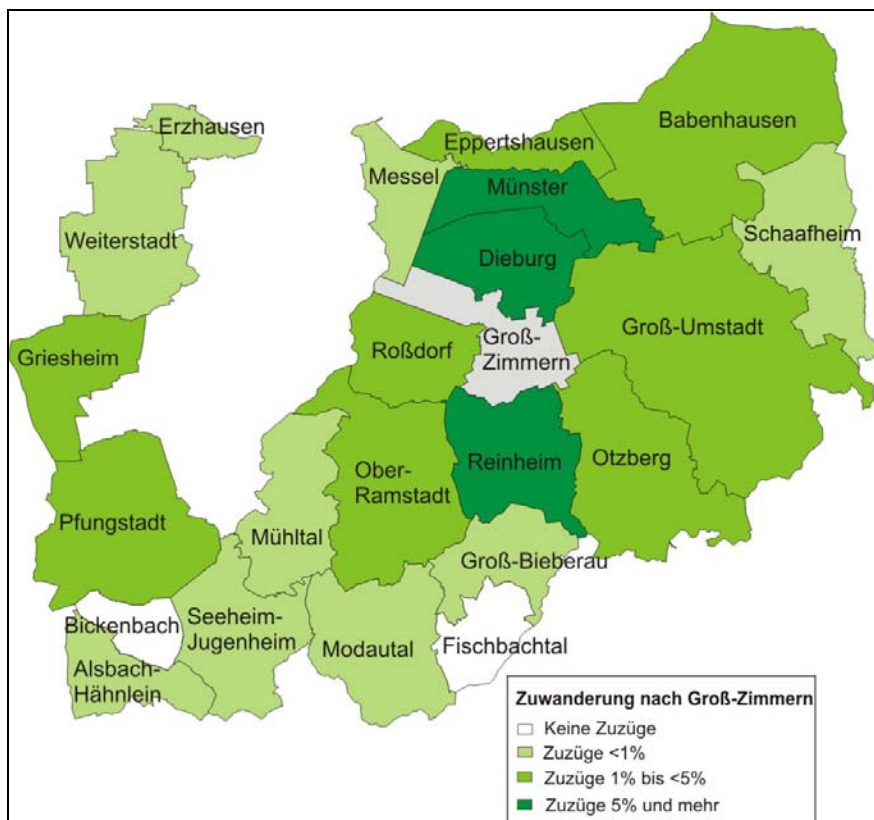 Erzhausen
Babenhausen
Eppertshausen
Messel
Münster
Weiterstadt
Schaafheim
Dieburg
Groß-Umstadt
Griesheim
Roßdorf
Groß-
Zimmern
Reinheim
Otzberg
Ober-
Ramstadt
Pfungstadt
Mühltal
Groß-Bieberau
Bickenbach
Seeheim-
Jugenheim
Modautal
Fischbachtal
Alsbach-
Hähnlein
Zuwanderung nach Groß-Zimmern
Keine Zuzüge
Zuzüge <1%
Zuzüge 1% bis <5%
Zuzüge 5% und mehr